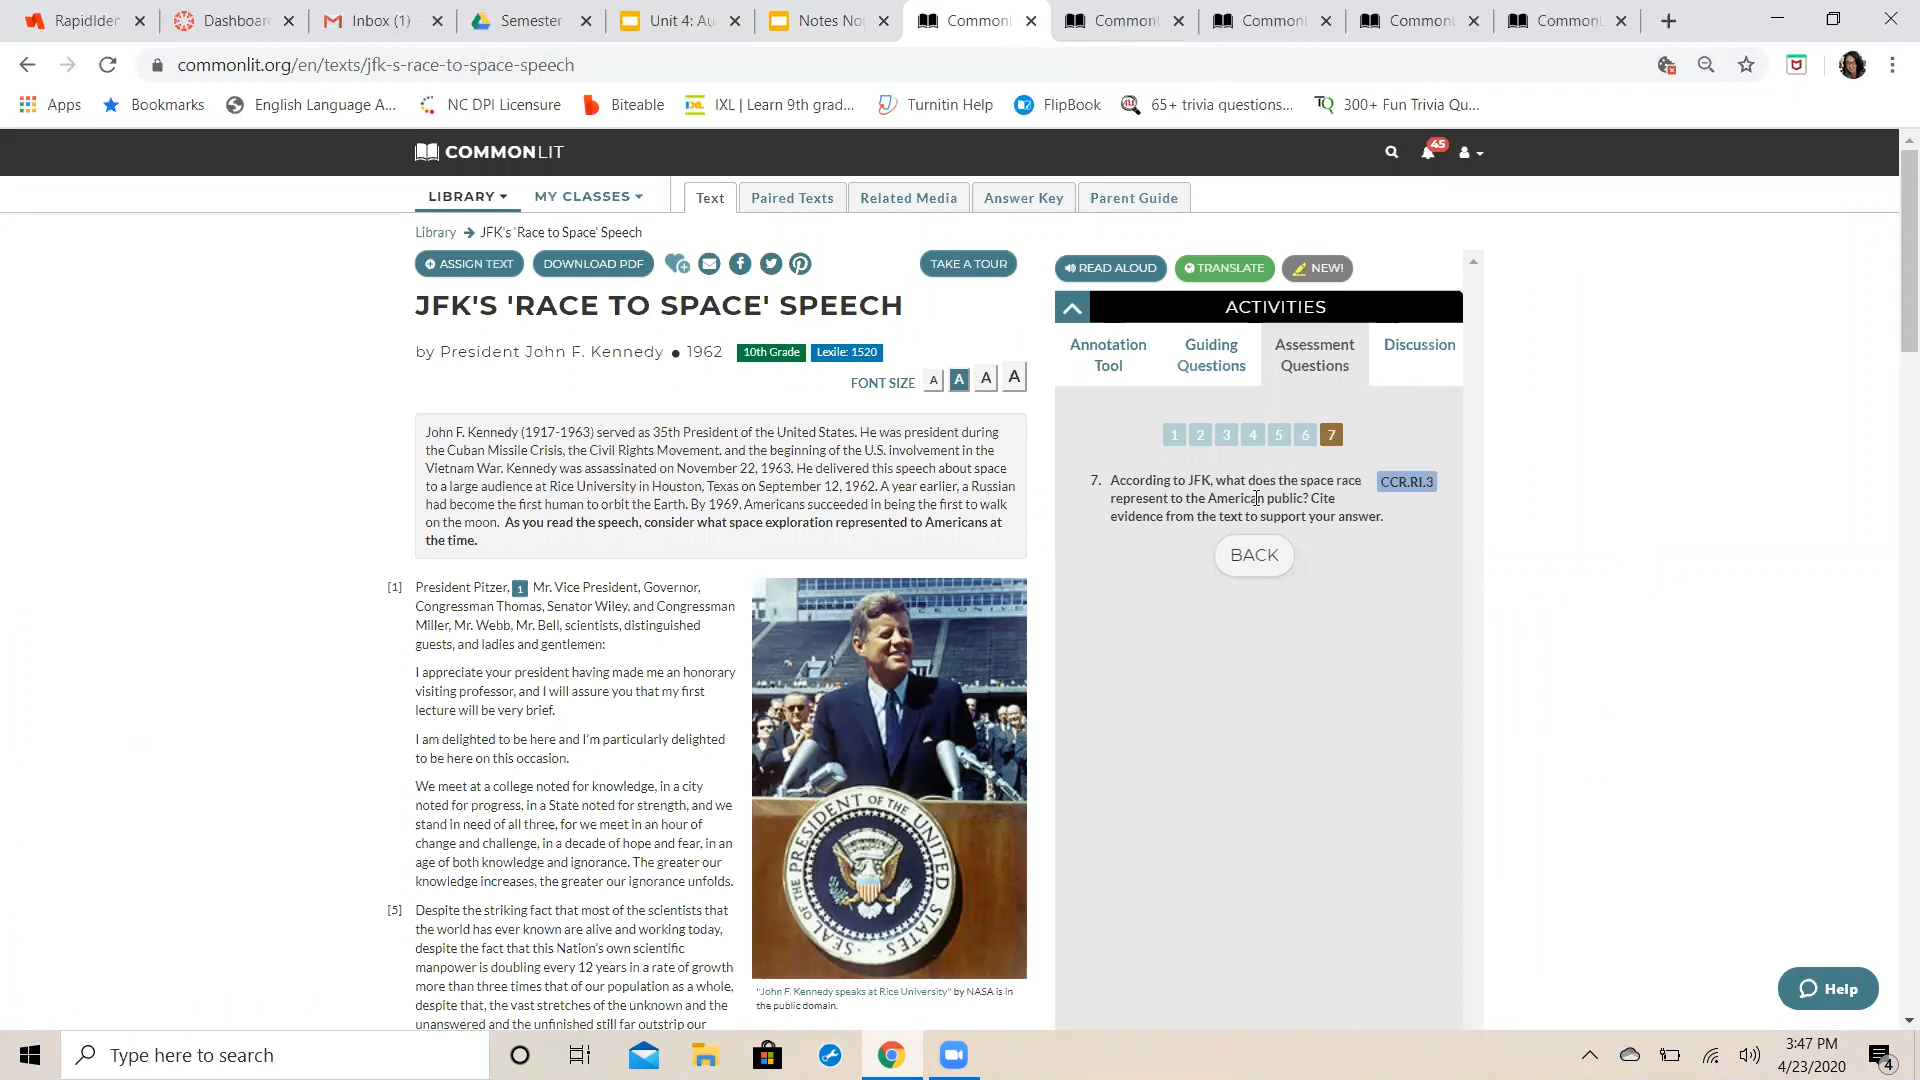 RapidIden
Dashboar
Inbox (1)
Semester
Unit 4: Au
Notes No
CommonL
Common
Common
Common
Common
commonlit.org/en/texts/jfk-s-race-to-space-speech
Apps
Bookmarks
English Language A...
NC DPI Licensure
Biteable
IXL | Learn 9th grad...
Turnitin Help
FlipBook
65+ trivia questions...
300+ Fun Trivia Qu...
COMMONLIT
45
LIBRARY
MY CLASSES
Text
Paired Texts
Related Media
Answer Key
Parent Guide
Library → JFK's 'Race to Space' Speech
ASSIGN TEXT
DOWNLOAD PDF
TAKE A TOUR
JFK'S 'RACE TO SPACE' SPEECH
by President John F. Kennedy ● 1962
10th Grade
Lexile: 1520
FONT SIZE A A A A
John F. Kennedy (1917-1963) served as 35th President of the United States. He was president during
the Cuban Missile Crisis, the Civil Rights Movement, and the beginning of the U.S. involvement in the
Vietnam War. Kennedy was assassinated on November 22, 1963. He delivered this speech about space
to a large audience at Rice University in Houston, Texas on September 12, 1962. A year earlier, a Russian
had become the first human to orbit the Earth. By 1969, Americans succeeded in being the first to walk
on the moon. As you read the speech, consider what space exploration represented to Americans at
the time.
[1] President Pitzer, 1 Mr. Vice President, Governor,
Congressman Thomas, Senator Wiley, and Congressman
Miller, Mr. Webb, Mr. Bell, scientists, distinguished
guests, and ladies and gentlemen:
I appreciate your president having made me an honorary
visiting professor, and I will assure you that my first
lecture will be very brief.
I am delighted to be here and I'm particularly delighted
to be here on this occasion.
We meet at a college noted for knowledge, in a city
noted for progress, in a State noted for strength, and we
stand in need of all three, for we meet in an hour of
change and challenge, in a decade of hope and fear, in an
age of both knowledge and ignorance. The greater our
knowledge increases, the greater our ignorance unfolds.
[5] Despite the striking fact that most of the scientists that
the world has ever known are alive and working today,
despite the fact that this Nation's own scientific
manpower is doubling every 12 years in a rate of growth
more than three times that of our population as a whole,
despite that, the vast stretches of the unknown and the
unanswered and the unfinished still far outstrip our
SEAL OF THE PRESIDENT OF THE UNITED STATES
"John F. Kennedy speaks at Rice University" by NASA is in
the public domain.
READ ALOUD
TRANSLATE
NEW!
ACTIVITIES
Annotation
Tool
Guiding
Questions
Assessment
Questions
Discussion
1 2 3 4 5 6 7
7. According to JFK, what does the space race
represent to the American public? Cite
evidence from the text to support your answer.
CCR.RI.3
BACK
Help
Type here to search
3:47 PM
4/23/2020
4